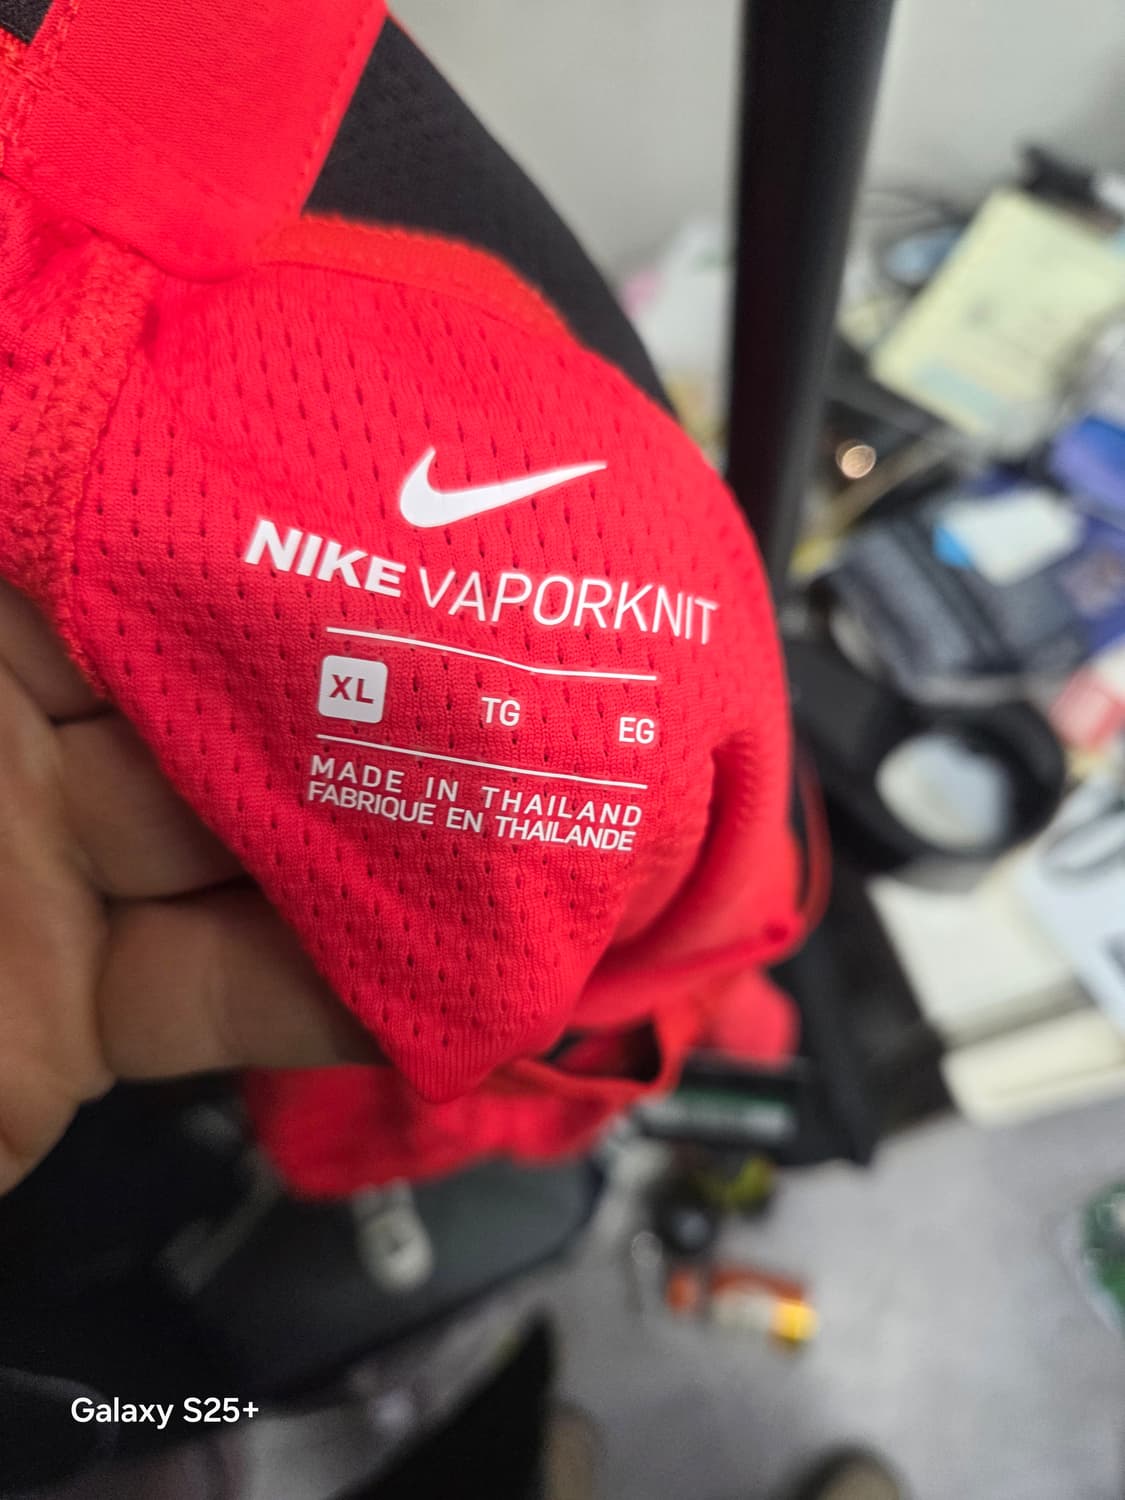 NIKE VAPORKNIT
XL TG EG
MADE IN THAILAND
FABRIQUE EN THAILANDE
Galaxy S25+